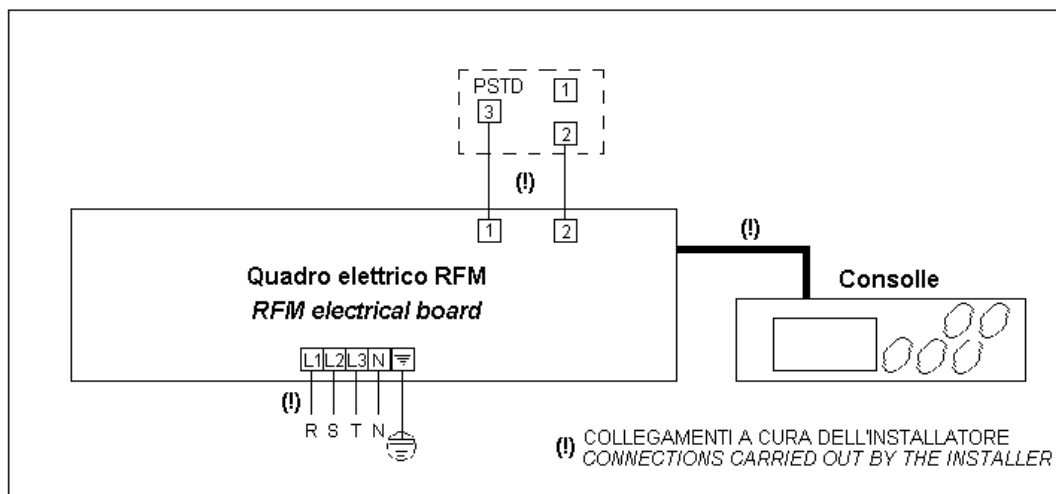 PSTD 1
3
2
(!)
1 2
(!)
Quadro elettrico RFM
RFM electrical board
Consolle
L1 L2 L3 N
(!)
R S T N
(!) COLLEGAMENTI A CURA DELL'INSTALLATORE
CONNECTIONS CARRIED OUT BY THE INSTALLER